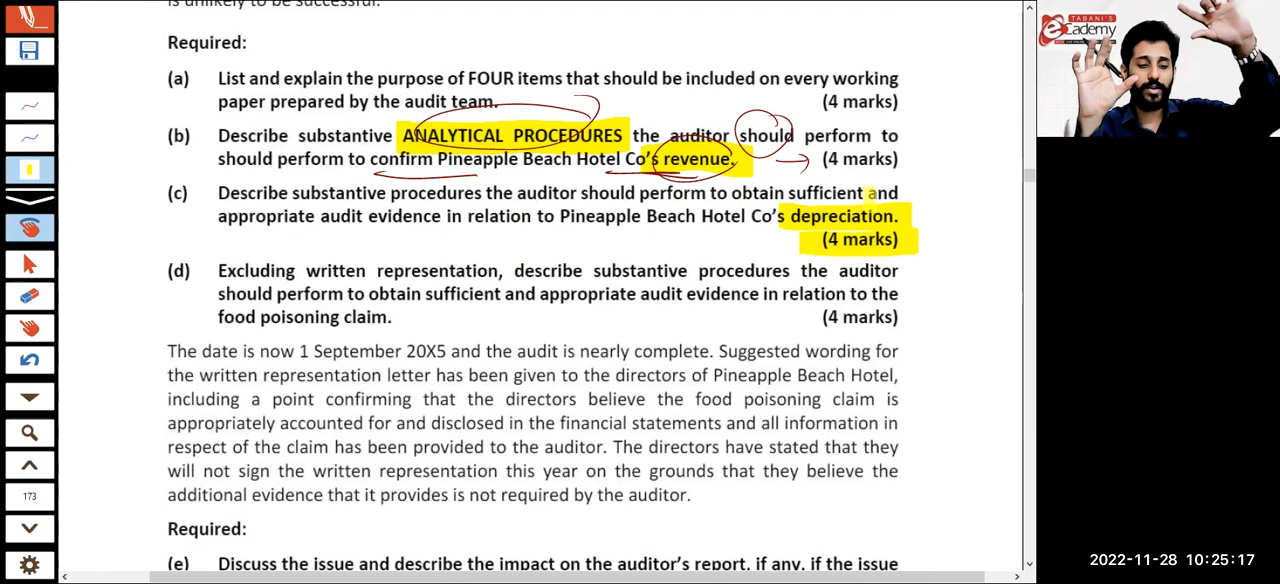 is unlikely to be successful.
TABANI'S
eCademy
Required:
(a) List and explain the purpose of FOUR items that should be included on every working
paper prepared by the audit team. (4 marks)
(b) Describe substantive ANALYTICAL PROCEDURES the auditor should perform to
should perform to confirm Pineapple Beach Hotel Co's revenue. (4 marks)
(c) Describe substantive procedures the auditor should perform to obtain sufficient and
appropriate audit evidence in relation to Pineapple Beach Hotel Co's depreciation.
(4 marks)
(d) Excluding written representation, describe substantive procedures the auditor
should perform to obtain sufficient and appropriate audit evidence in relation to the
food poisoning claim. (4 marks)
The date is now 1 September 20X5 and the audit is nearly complete. Suggested wording for
the written representation letter has been given to the directors of Pineapple Beach Hotel,
including a point confirming that the directors believe the food poisoning claim is
appropriately accounted for and disclosed in the financial statements and all information in
respect of the claim has been provided to the auditor. The directors have stated that they
will not sign the written representation this year on the grounds that they believe the
additional evidence that it provides is not required by the auditor.
173
Required:
(e) Discuss the issue and describe the impact on the auditor's report, if any, if the issue
2022-11-28 10:25:17